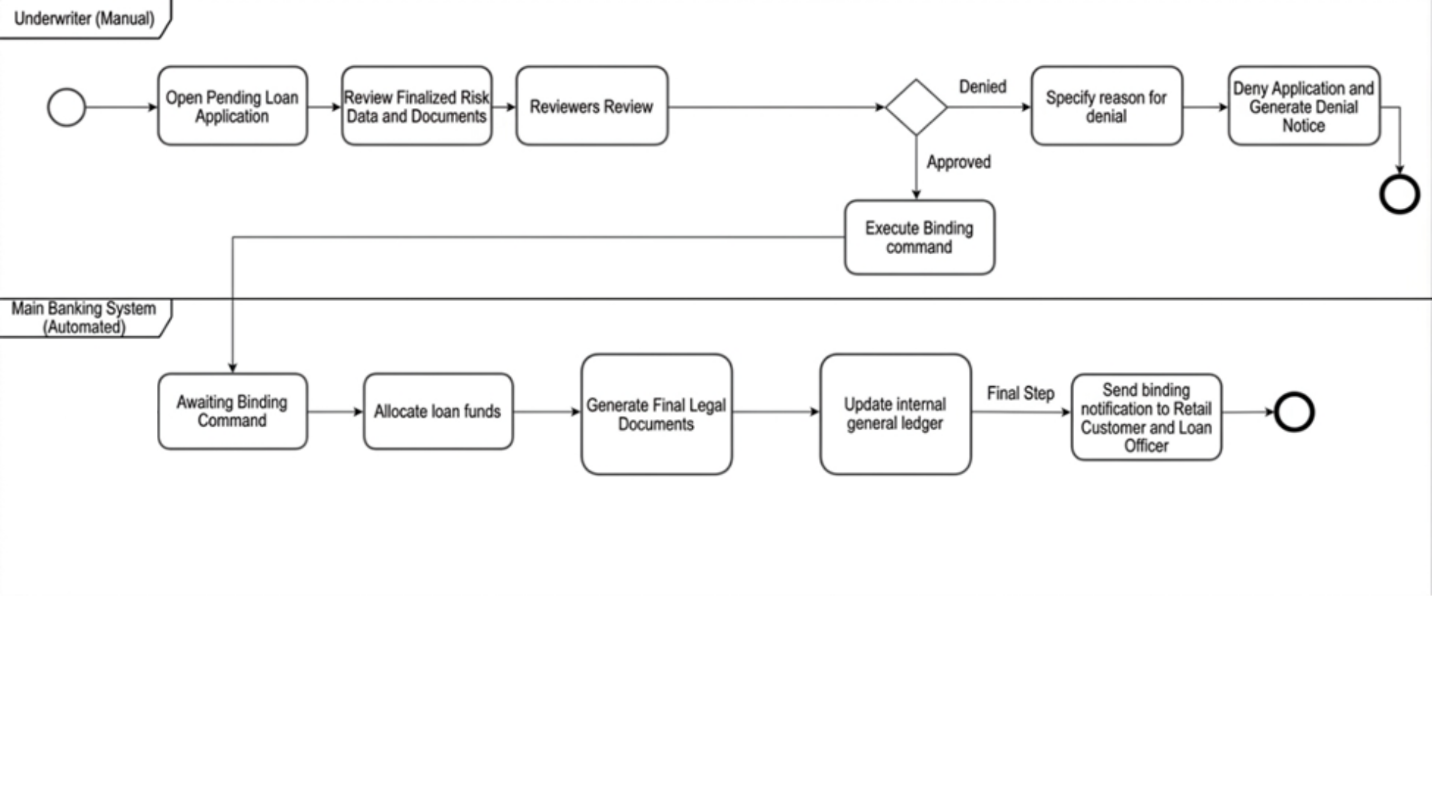 Underwriter (Manual)
Open Pending Loan
Application
Review Finalized Risk
Data and Documents
Reviewers Review
Denied
Specify reason for
denial
Deny Application and
Generate Denial
Notice
Approved
Execute Binding
command
Main Banking System
(Automated)
Awaiting Binding
Command
Allocate loan funds
Generate Final Legal
Documents
Update internal
general ledger
Final Step
Send binding
notification to Retail
Customer and Loan
Officer